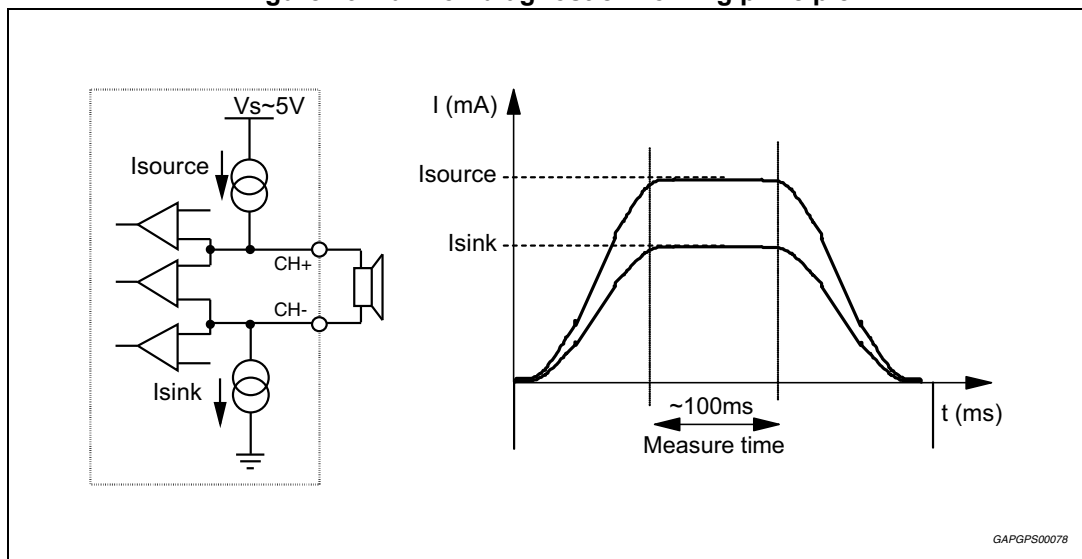 Vs~5V
Isource
CH+
CH-
Isink
I (mA)
Isource
Isink
~100ms
Measure time
t (ms)
GAPGPS00078